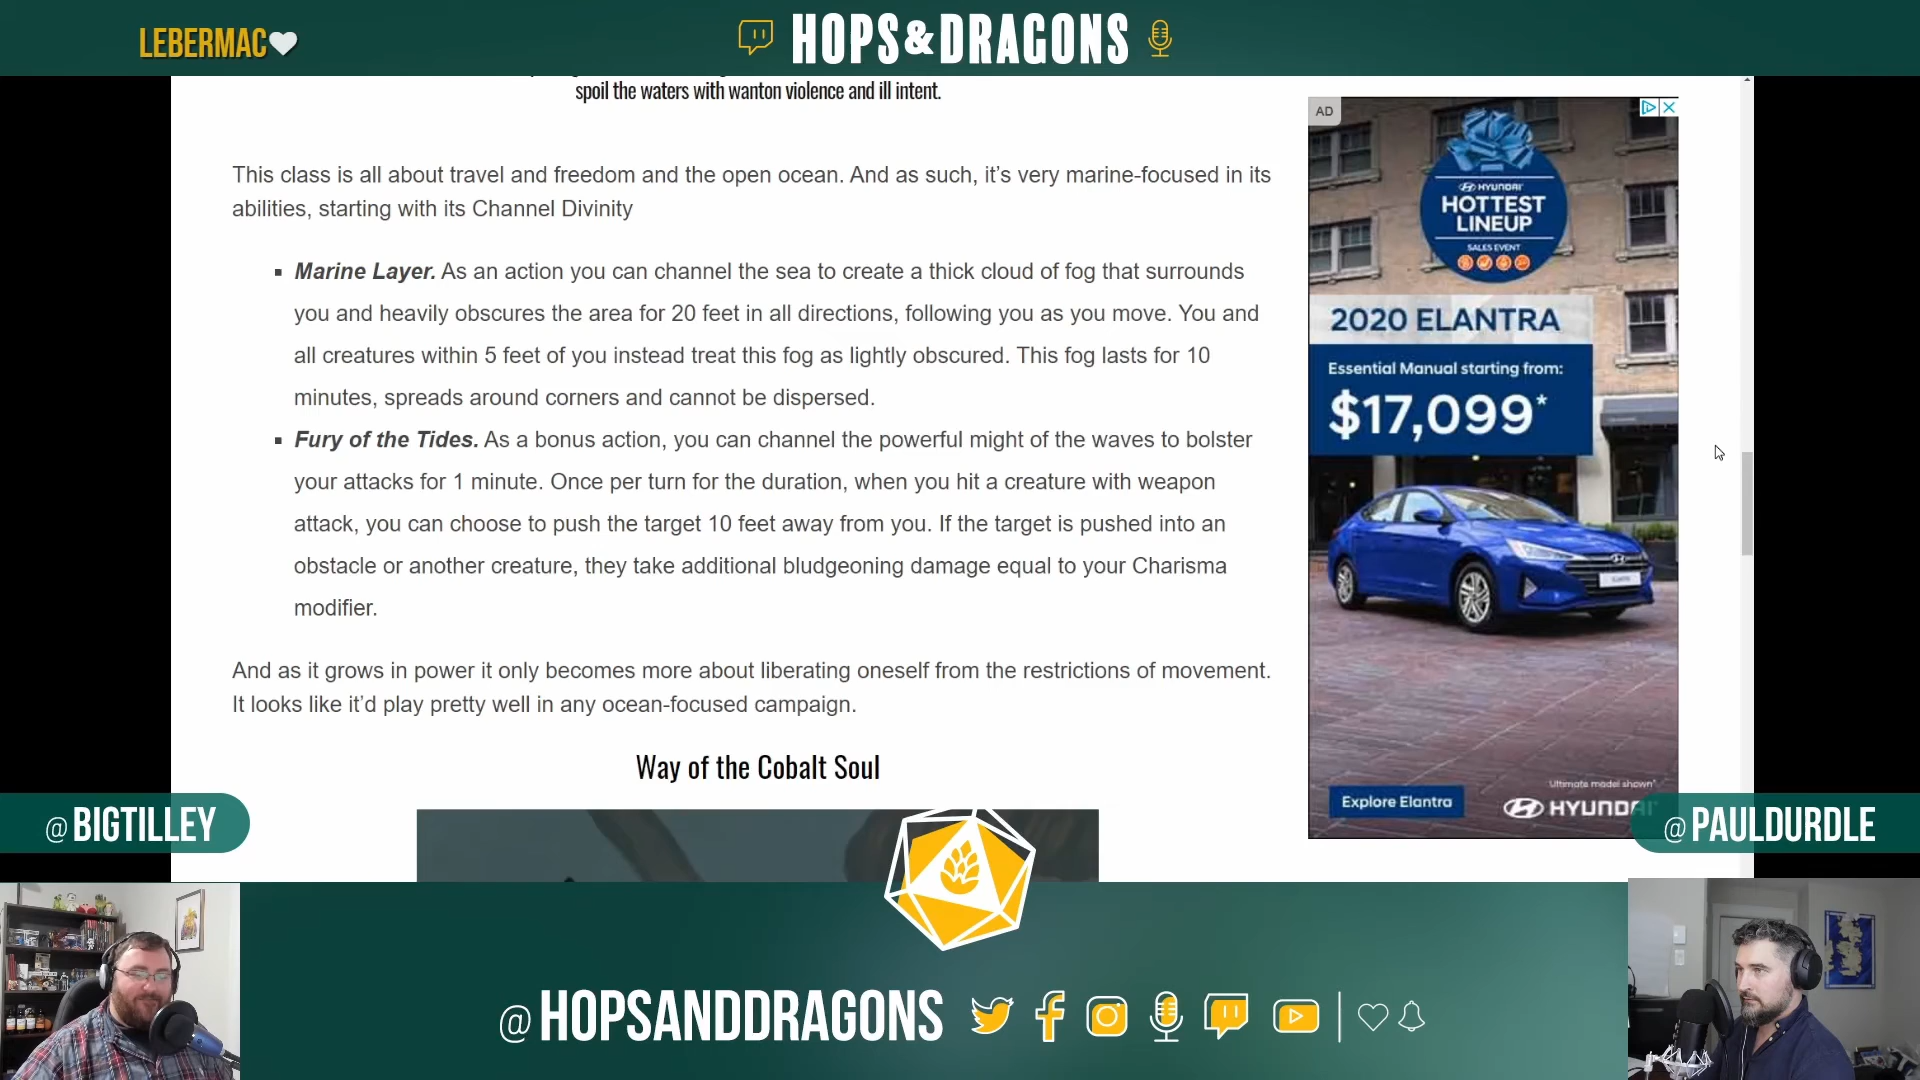 LEBERMAC
HOPS&DRAGONS
spoil the waters with wanton violence and ill intent.
This class is all about travel and freedom and the open ocean. And as such, it’s very marine-focused in its
abilities, starting with its Channel Divinity
Marine Layer. As an action you can channel the sea to create a thick cloud of fog that surrounds
you and heavily obscures the area for 20 feet in all directions, following you as you move. You and
all creatures within 5 feet of you instead treat this fog as lightly obscured. This fog lasts for 10
minutes, spreads around corners and cannot be dispersed.
Fury of the Tides. As a bonus action, you can channel the powerful might of the waves to bolster
your attacks for 1 minute. Once per turn for the duration, when you hit a creature with weapon
attack, you can choose to push the target 10 feet away from you. If the target is pushed into an
obstacle or another creature, they take additional bludgeoning damage equal to your Charisma
modifier.
And as it grows in power it only becomes more about liberating oneself from the restrictions of movement.
It looks like it’d play pretty well in any ocean-focused campaign.
Way of the Cobalt Soul
AD
HYUNDAI
HOTTEST
LINEUP
SALES EVENT
2020 ELANTRA
Essential Manual starting from:
$17,099*
ELANTRA
Ultimate model shown*
Explore Elantra
HYUNDAI
@BIGTILLEY
@PAULDURDLE
@HOPSANDDRAGONS